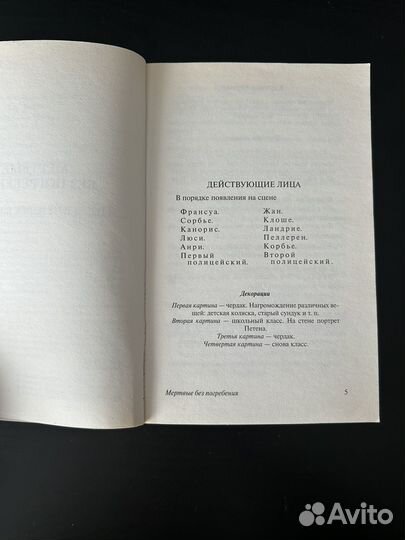 ДЕЙСТВУЮЩИЕ ЛИЦА
В порядке появления на сцене
Франсуа.
Сорбье.
Канорис.
Люси.
Анри.
Первый
полицейский.
Жан.
Клоше.
Ландрие.
Пеллерен.
Корбье.
Второй
полицейский.
Декорации
Первая картина — чердак. Нагромождение различных ве-
щей: детская коляска, старый сундук и т. п.
Вторая картина — школьный класс. На стене портрет
Петена.
Третья картина — чердак.
Четвертая картина — снова класс.
Мертвые без погребения
5
Avito